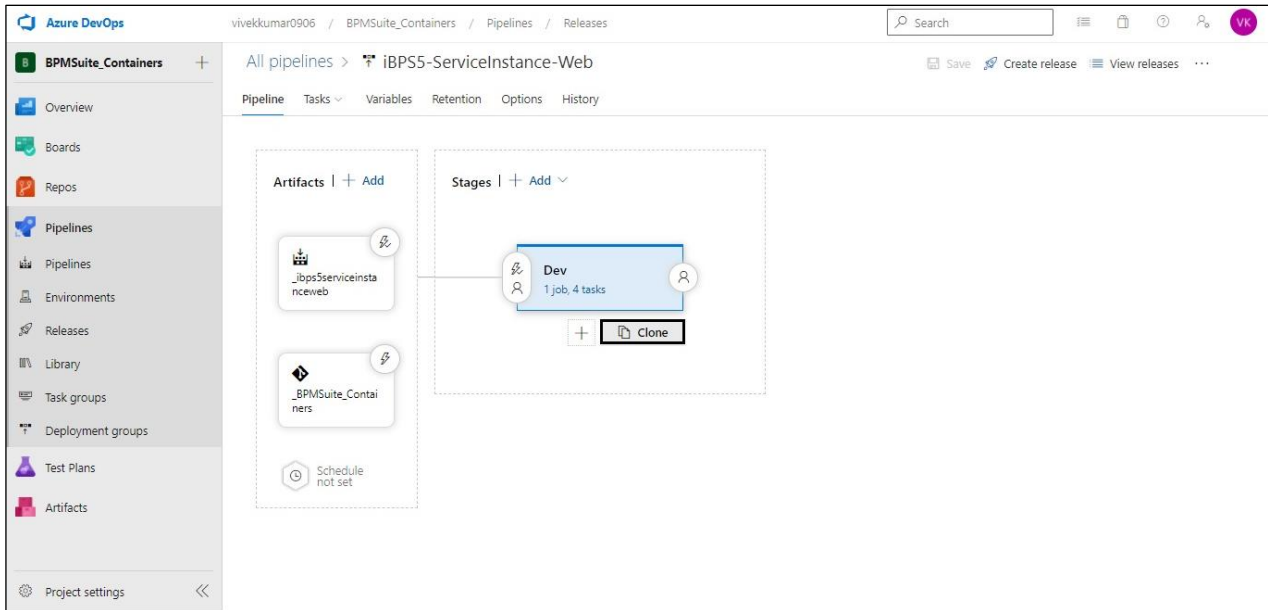 Azure DevOps
vivekkumar0906 / BPMSuite_Containers / Pipelines / Releases
Search
VK
B BPMSuite_Containers
All pipelines > iBPS5-ServiceInstance-Web
Save Create release View releases ...
Pipeline Tasks Variables Retention Options History
Overview
Boards
Repos
Pipelines
Pipelines
Environments
Releases
Library
Task groups
Deployment groups
Test Plans
Artifacts
Project settings
Artifacts | + Add
_ibps5serviceinsta
nceweb
_BPMSuite_Contai
ners
Schedule
not set
Stages | + Add
Dev
1 job, 4 tasks
Clone